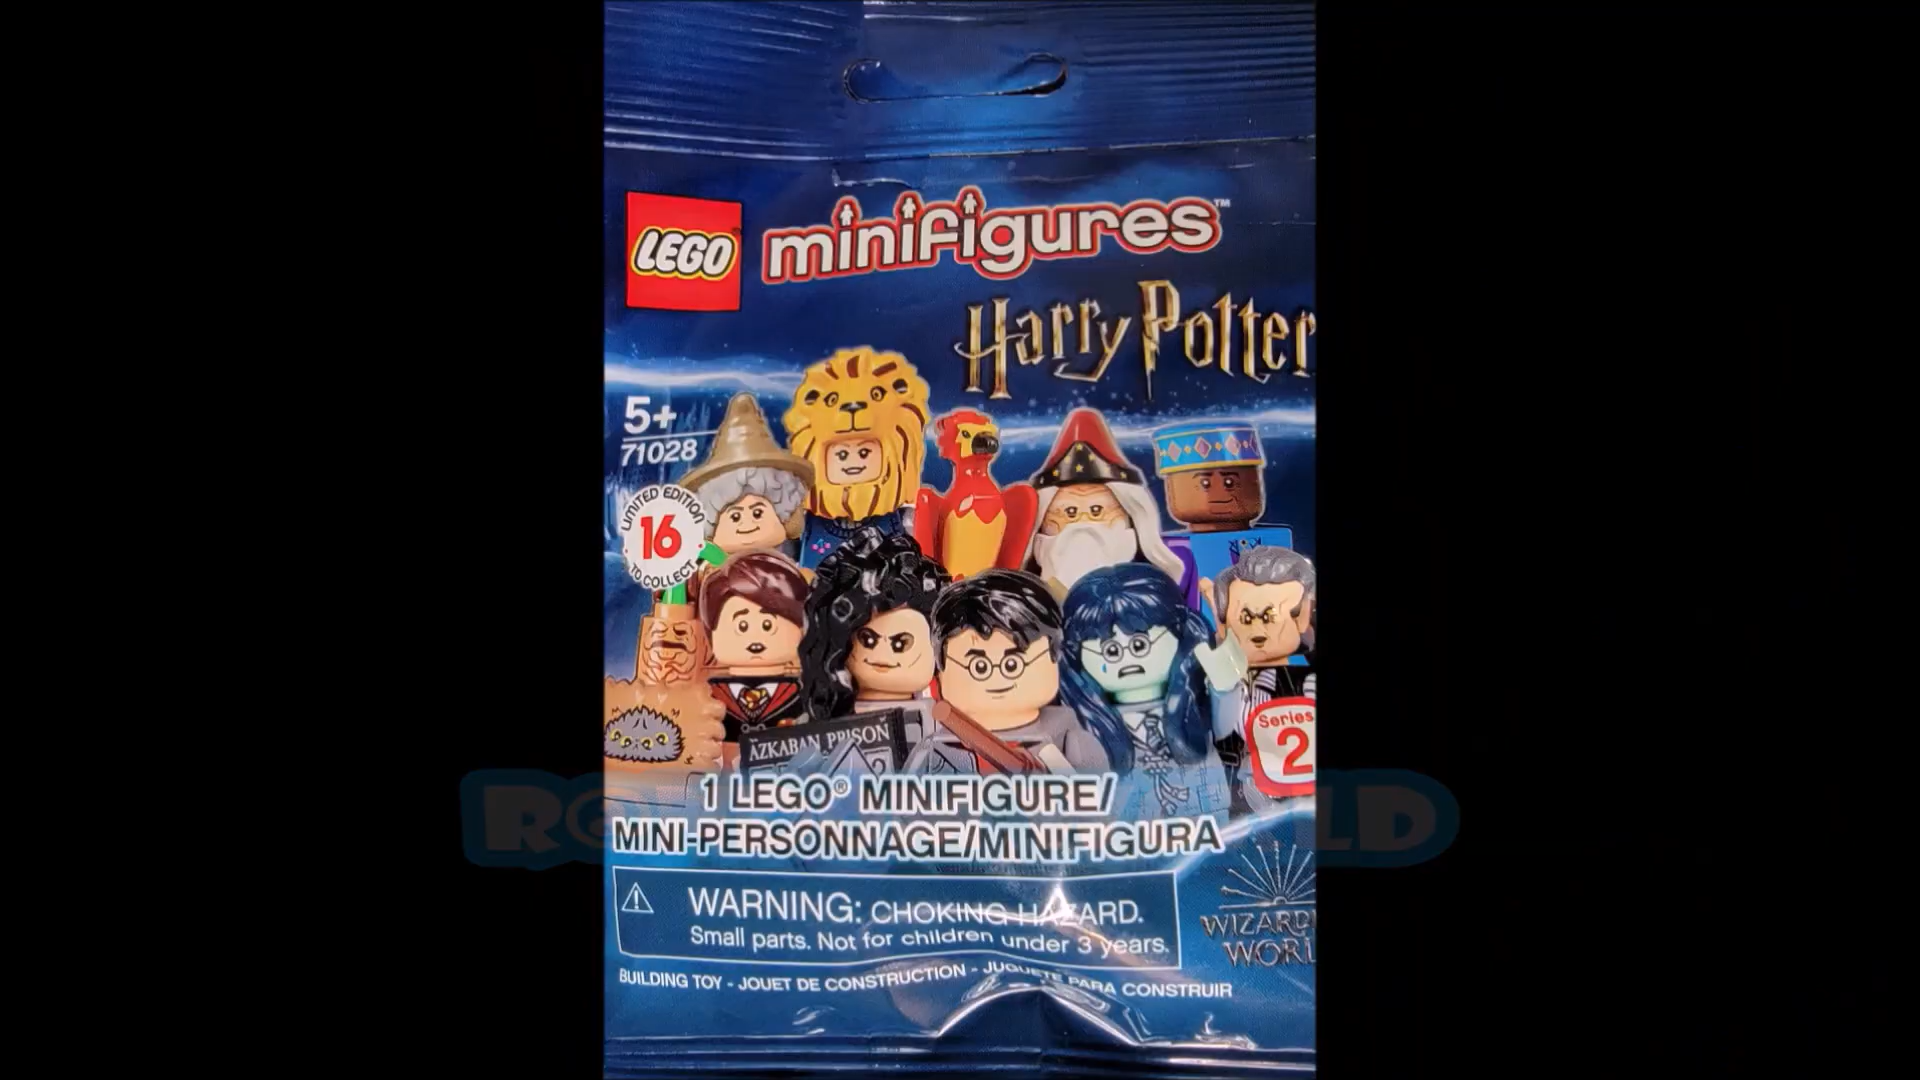 LEGO
minifigures™
Harry Potter
5+
71028
LIMITED EDITION
16
TO COLLECT
AZKABAN PRISON
Series
2
1 LEGO® MINIFIGURE/
MINI-PERSONNAGE/MINIFIGURA
WARNING: CHOKING HAZARD.
Small parts. Not for children under 3 years.
BUILDING TOY - JOUET DE CONSTRUCTION - JUGUETE PARA CONSTRUIR